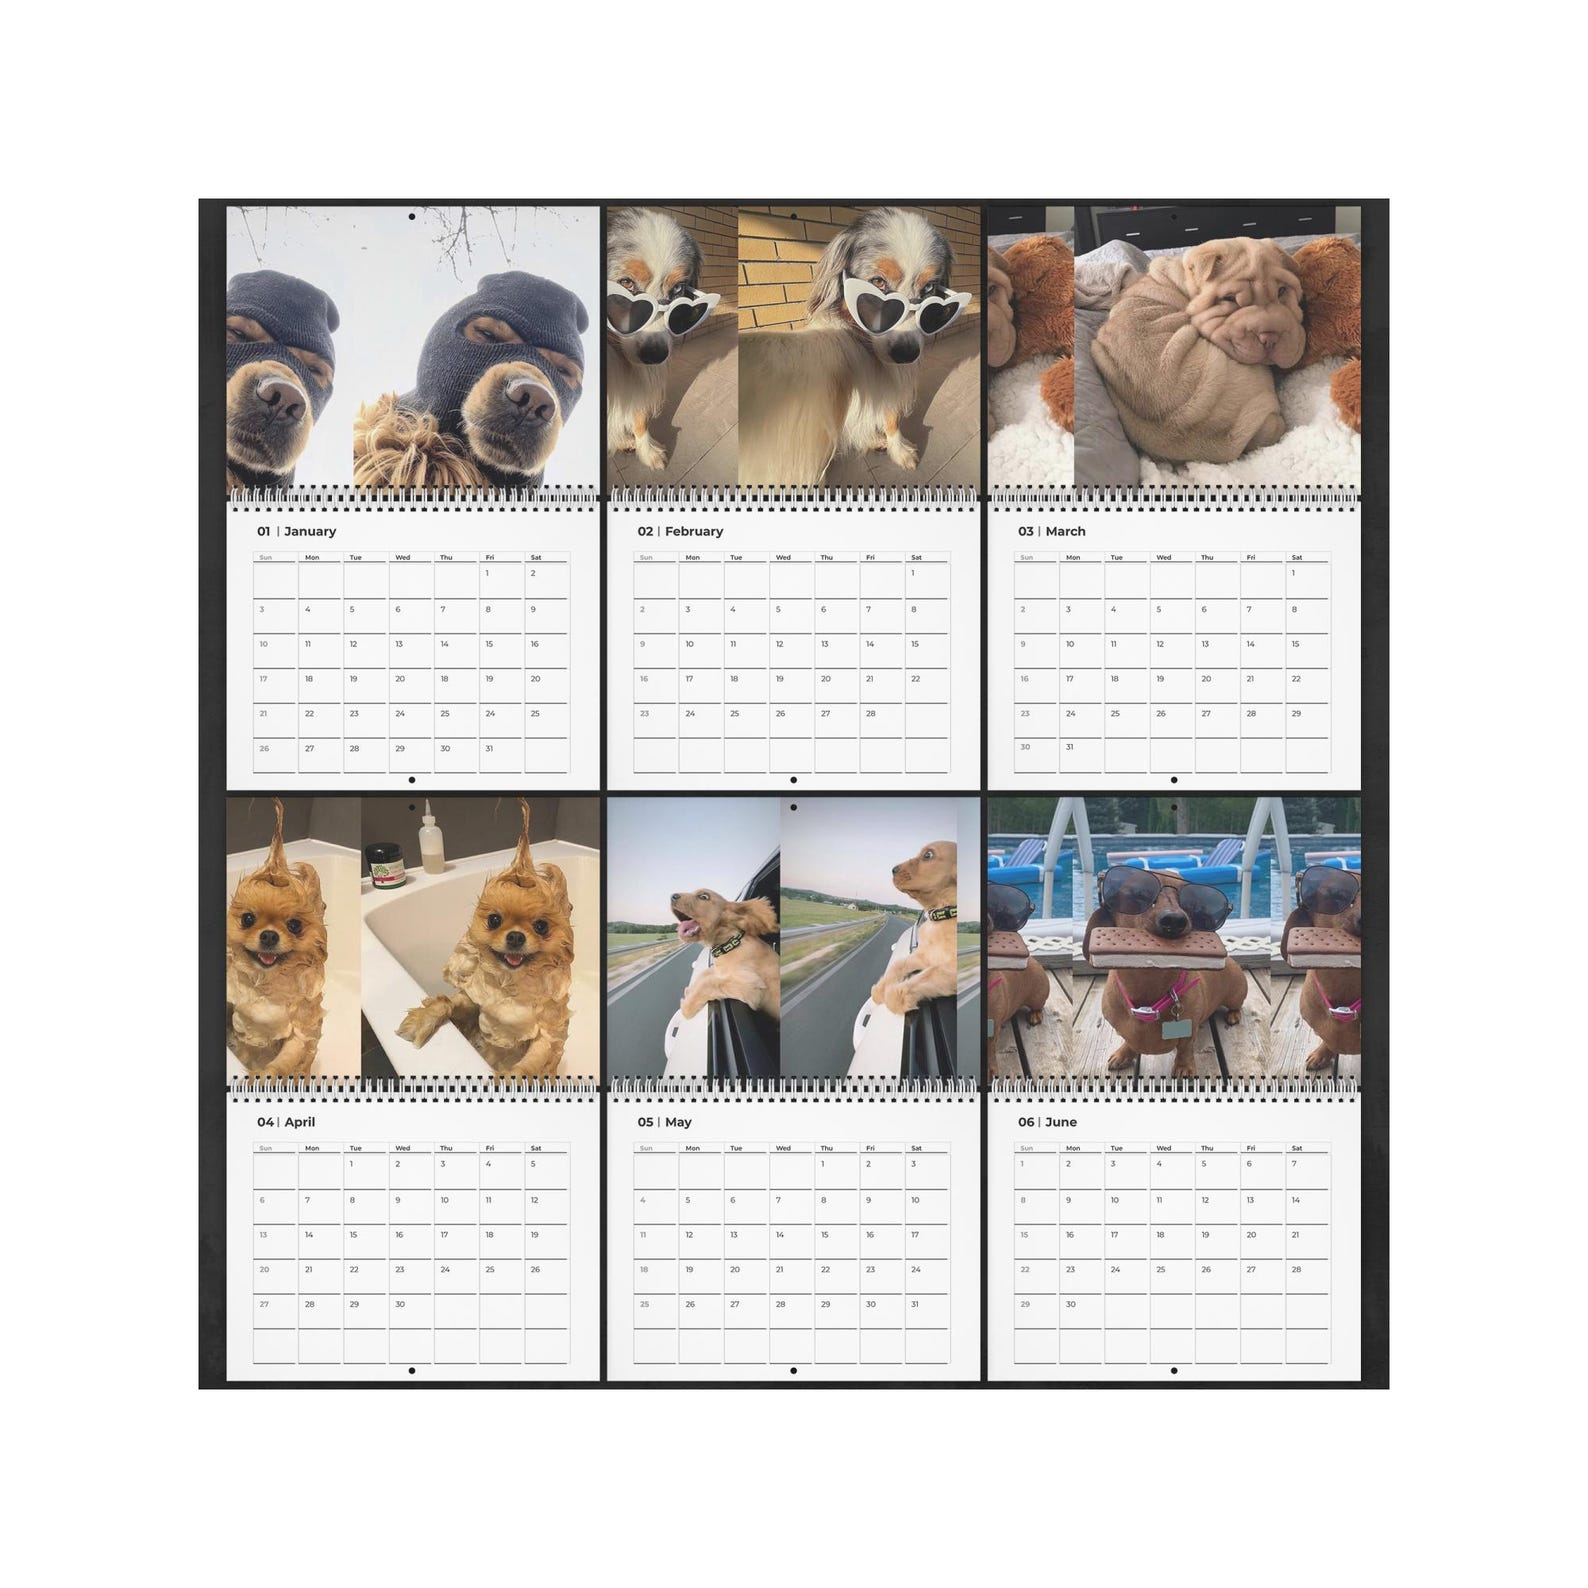 01 | January
Sun Mon Tue Wed Thu Fri Sat
1 2
3 4 5 6 7 8 9
10 11 12 13 14 15 16
17 18 19 20 18 19 20
21 22 23 24 25 24 25
26 27 28 29 30 31
02 | February
Sun Mon Tue Wed Thu Fri Sat
1
2 3 4 5 6 7 8
9 10 11 12 13 14 15
16 17 18 19 20 21 22
23 24 25 26 27 28
03 | March
Sun Mon Tue Wed Thu Fri Sat
1
2 3 4 5 6 7 8
9 10 11 12 13 14 15
16 17 18 19 20 21 22
23 24 25 26 27 28 29
30 31
04 | April
Sun Mon Tue Wed Thu Fri Sat
1 2 3 4 5
6 7 8 9 10 11 12
13 14 15 16 17 18 19
20 21 22 23 24 25 26
27 28 29 30
05 | May
Sun Mon Tue Wed Thu Fri Sat
1 2 3
4 5 6 7 8 9 10
11 12 13 14 15 16 17
18 19 20 21 22 23 24
25 26 27 28 29 30 31
06 | June
Sun Mon Tue Wed Thu Fri Sat
1 2 3 4 5 6 7
8 9 10 11 12 13 14
15 16 17 18 19 20 21
22 23 24 25 26 27 28
29 30